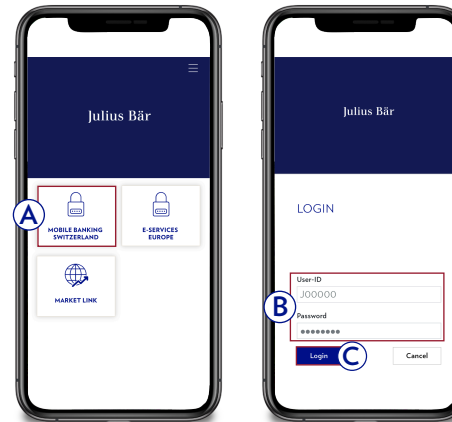 Julius Bär
A
MOBILE BANKING
SWITZERLAND
E-SERVICES
EUROPE
MARKET LINK
Julius Bär
LOGIN
User-ID
J00000
B
Password
Login
C
Cancel